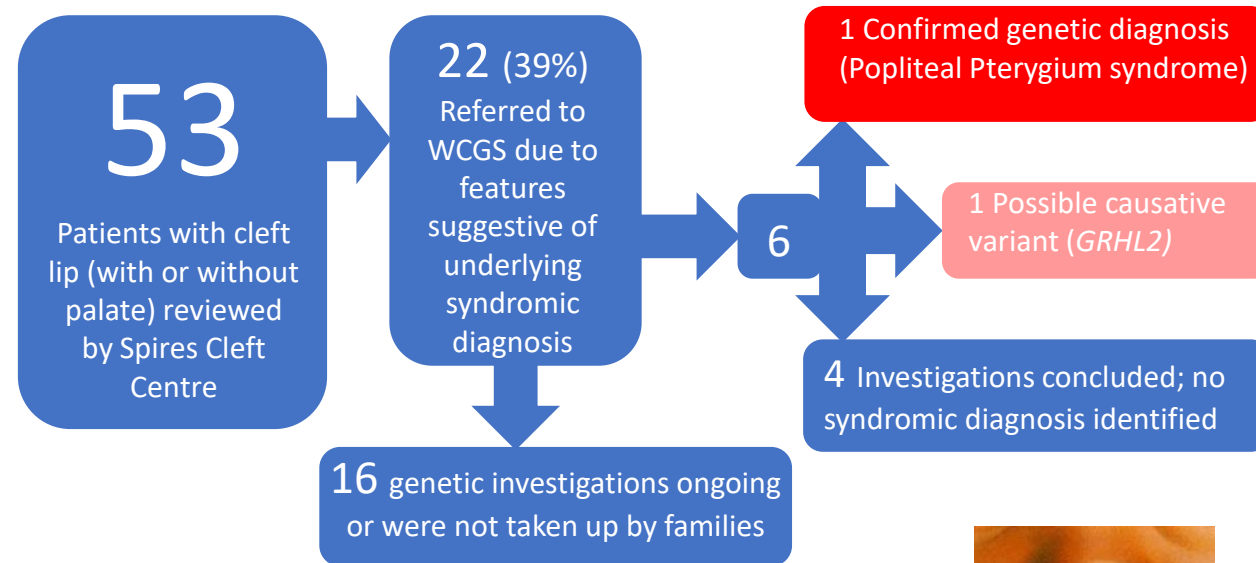 53
Patients with cleft
lip (with or without
palate) reviewed
by Spires Cleft
Centre
22 (39%)
Referred to
WCGS due to
features
suggestive of
underlying
syndromic
diagnosis
16 genetic investigations ongoing
or were not taken up by families
6
1 Confirmed genetic diagnosis
(Popliteal Pterygium syndrome)
1 Possible causative
variant (GRHL2)
4 Investigations concluded; no
syndromic diagnosis identified